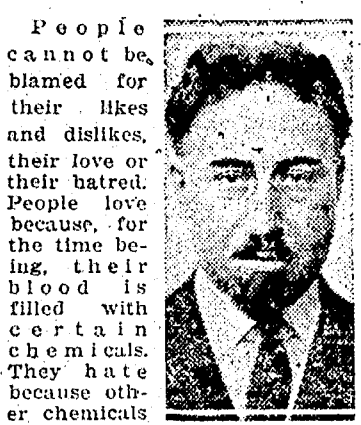 People
cannot be
blamed for
their likes
and dislikes,
their love or
their hatred.
People love
because, for
the time be-
ing, their
blood is
filled with
certain
chemicals.
They hate
because oth-
er chemicals